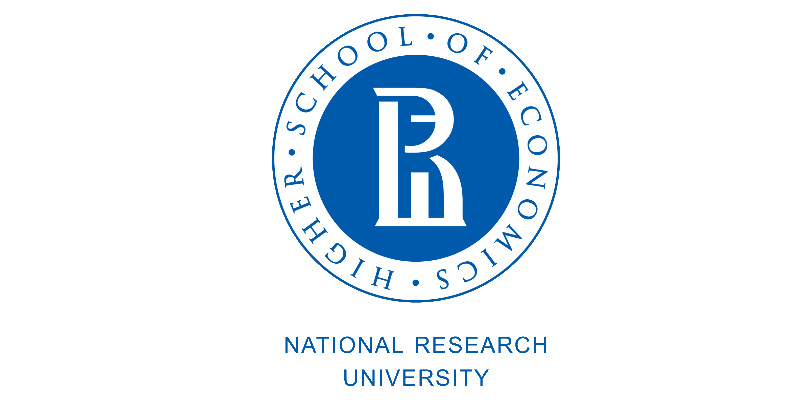 HIGHER · SCHOOL · OF · ECONOMICS ·
NATIONAL RESEARCH
UNIVERSITY